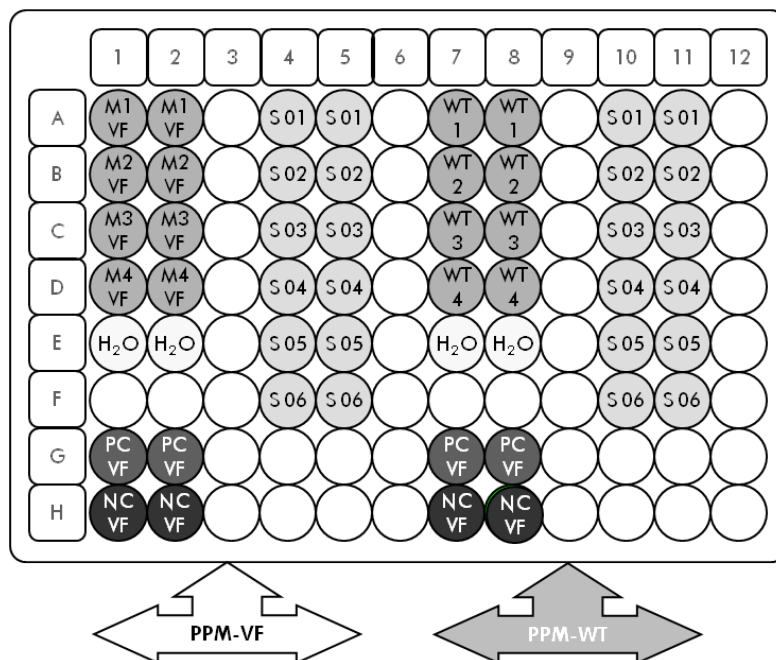 1 2 3 4 5 6 7 8 9 10 11 12
A M1 VF M1 VF S01 S01 WT 1 WT 1 S01 S01
B M2 VF M2 VF S02 S02 WT 2 WT 2 S02 S02
C M3 VF M3 VF S03 S03 WT 3 WT 3 S03 S03
D M4 VF M4 VF S04 S04 WT 4 WT 4 S04 S04
E H₂O H₂O S05 S05 H₂O H₂O S05 S05
F S06 S06 S06 S06
G PC VF PC VF PC VF PC VF
H NC VF NC VF NC VF NC VF
PPM-VF PPM-WT